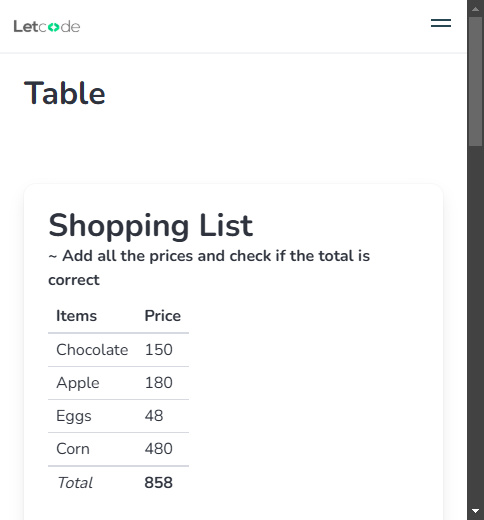 Letcode
Table
Shopping List
~ Add all the prices and check if the total is
correct
Items Price
Chocolate 150
Apple 180
Eggs 48
Corn 480
Total 858